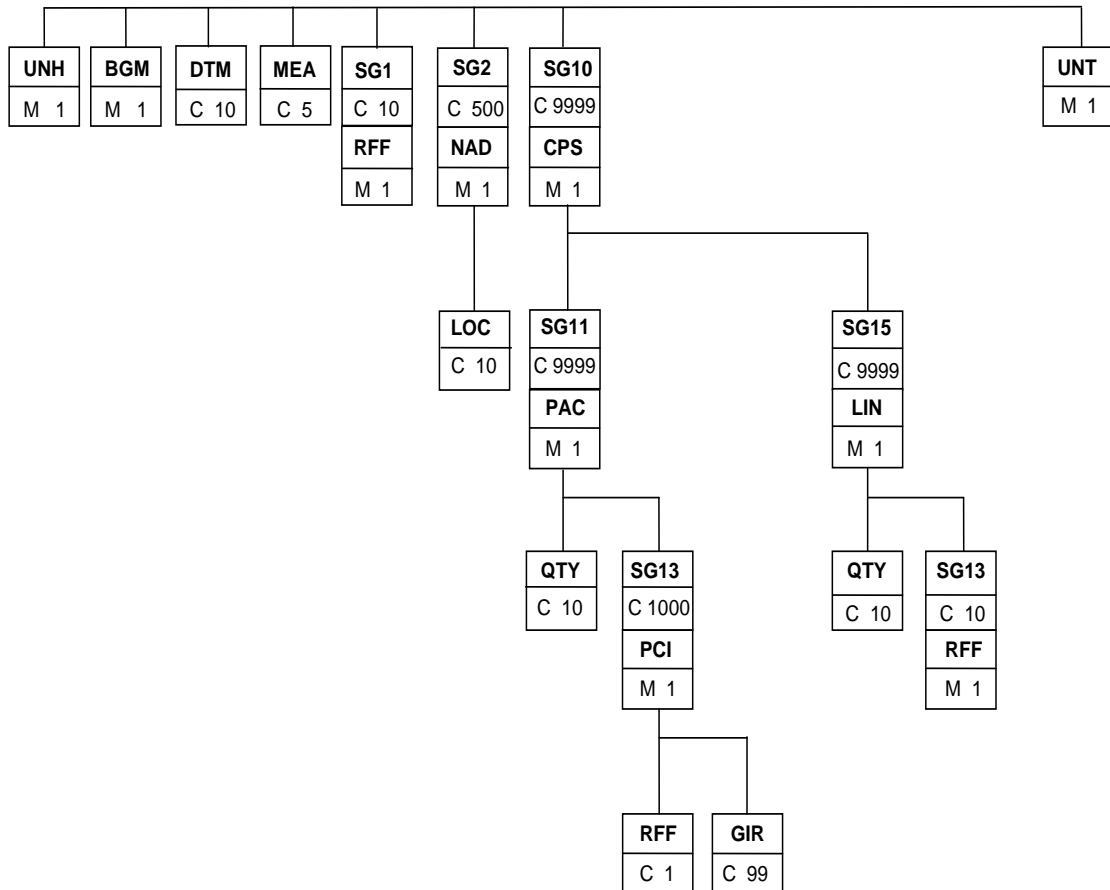 UNH BGM DTM MEA SG1 SG2 SG10 UNT
M 1 M 1 C 10 C 5 C 10 C 500 C 9999 M 1
RFF NAD CPS
M 1 M 1 M 1
LOC SG11 SG15
C 10 C 9999 C 9999
PAC LIN
M 1 M 1
QTY SG13 QTY SG13
C 10 C 1000 C 10 C 10
PCI RFF
M 1 M 1
RFF GIR
C 1 C 99